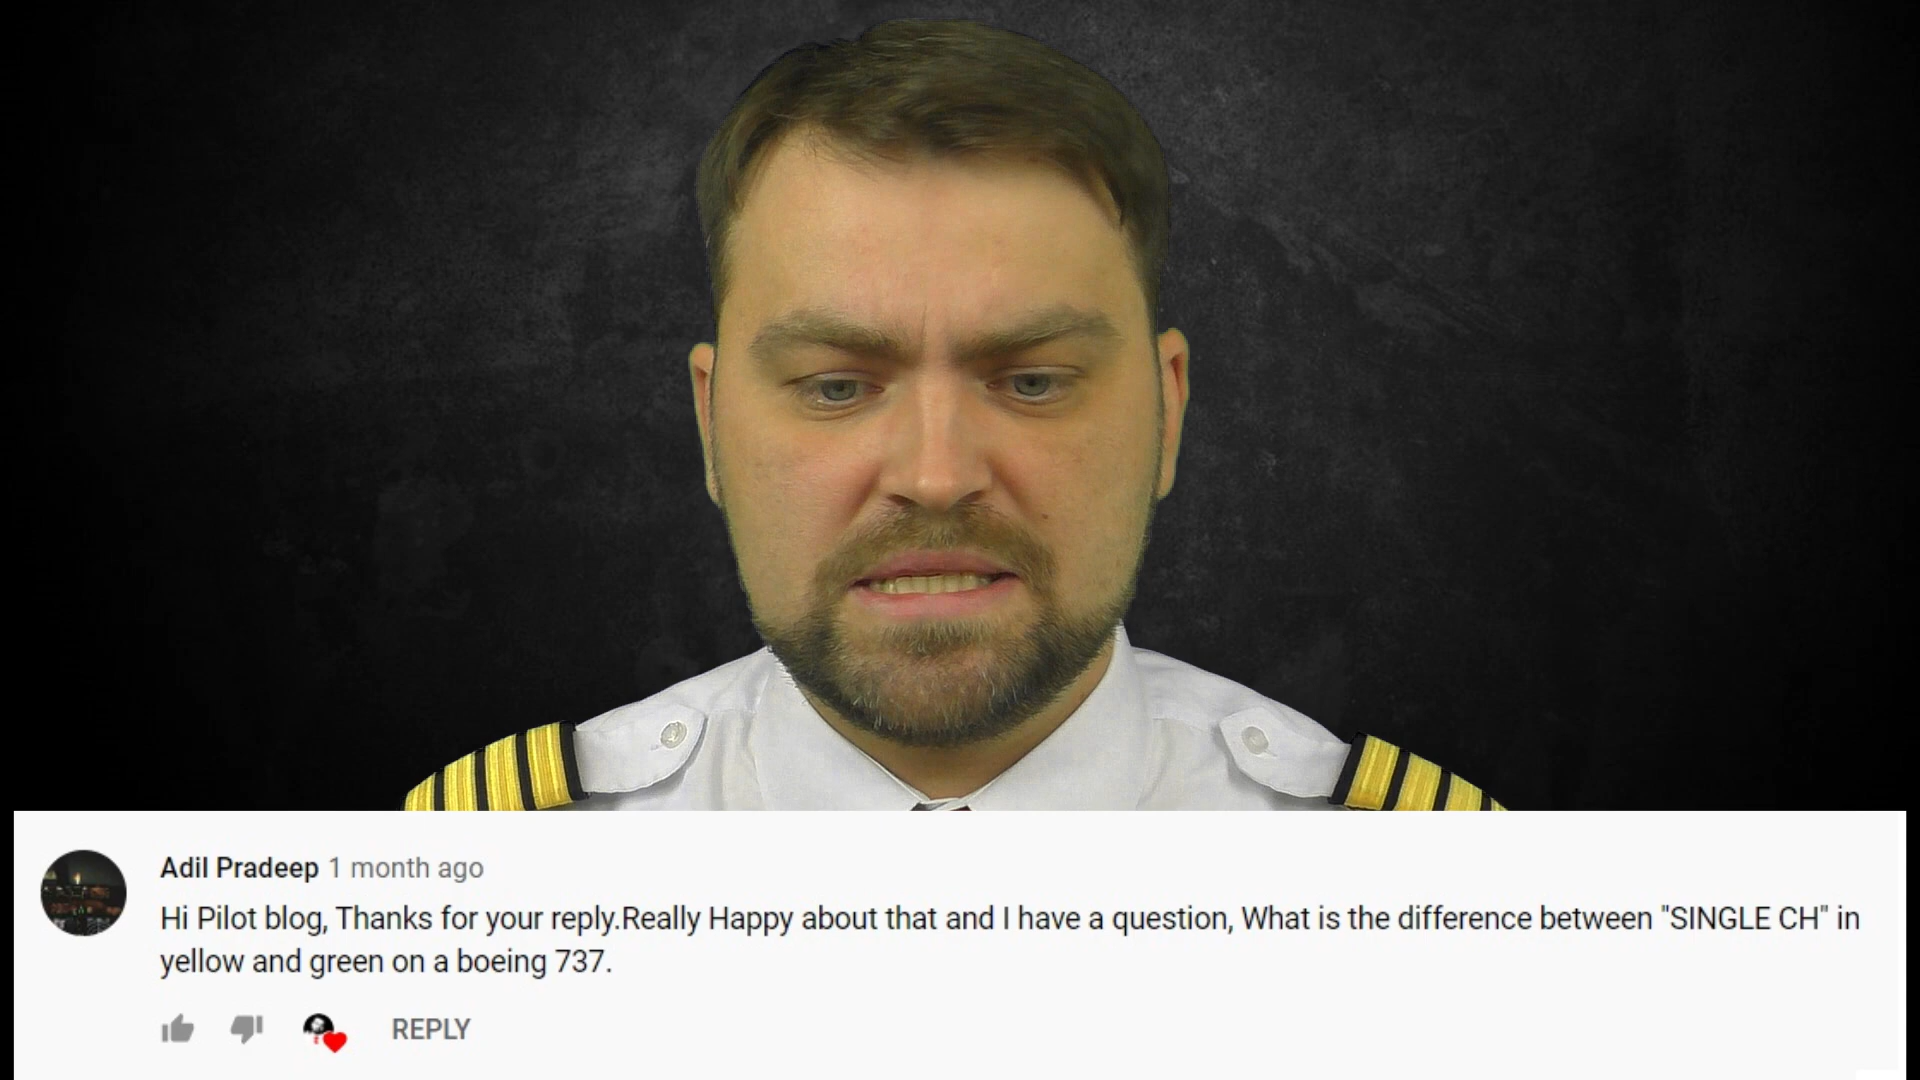 Adil Pradeep 1 month ago
Hi Pilot blog, Thanks for your reply.Really Happy about that and I have a question, What is the difference between "SINGLE CH" in
yellow and green on a boeing 737.
REPLY